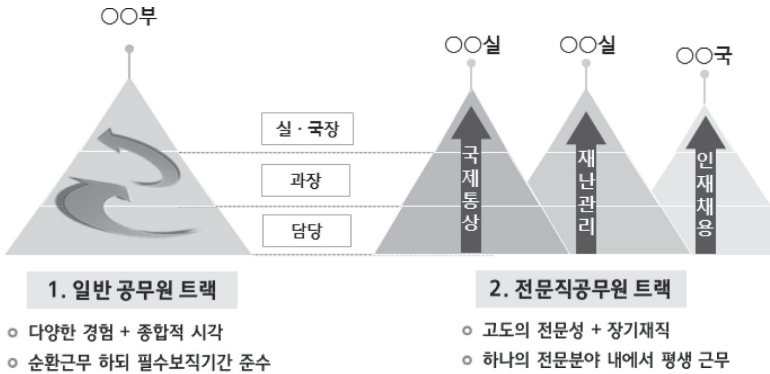 ○○부
○○실
○○실
○○국
실·국장
과장
담당
국제통상
재난관리
인재채용
1. 일반 공무원 트랙
다양한 경험 + 종합적 시각
순환근무 하되 필수보직기간 준수
2. 전문직공무원 트랙
고도의 전문성 + 장기재직
하나의 전문분야 내에서 평생 근무